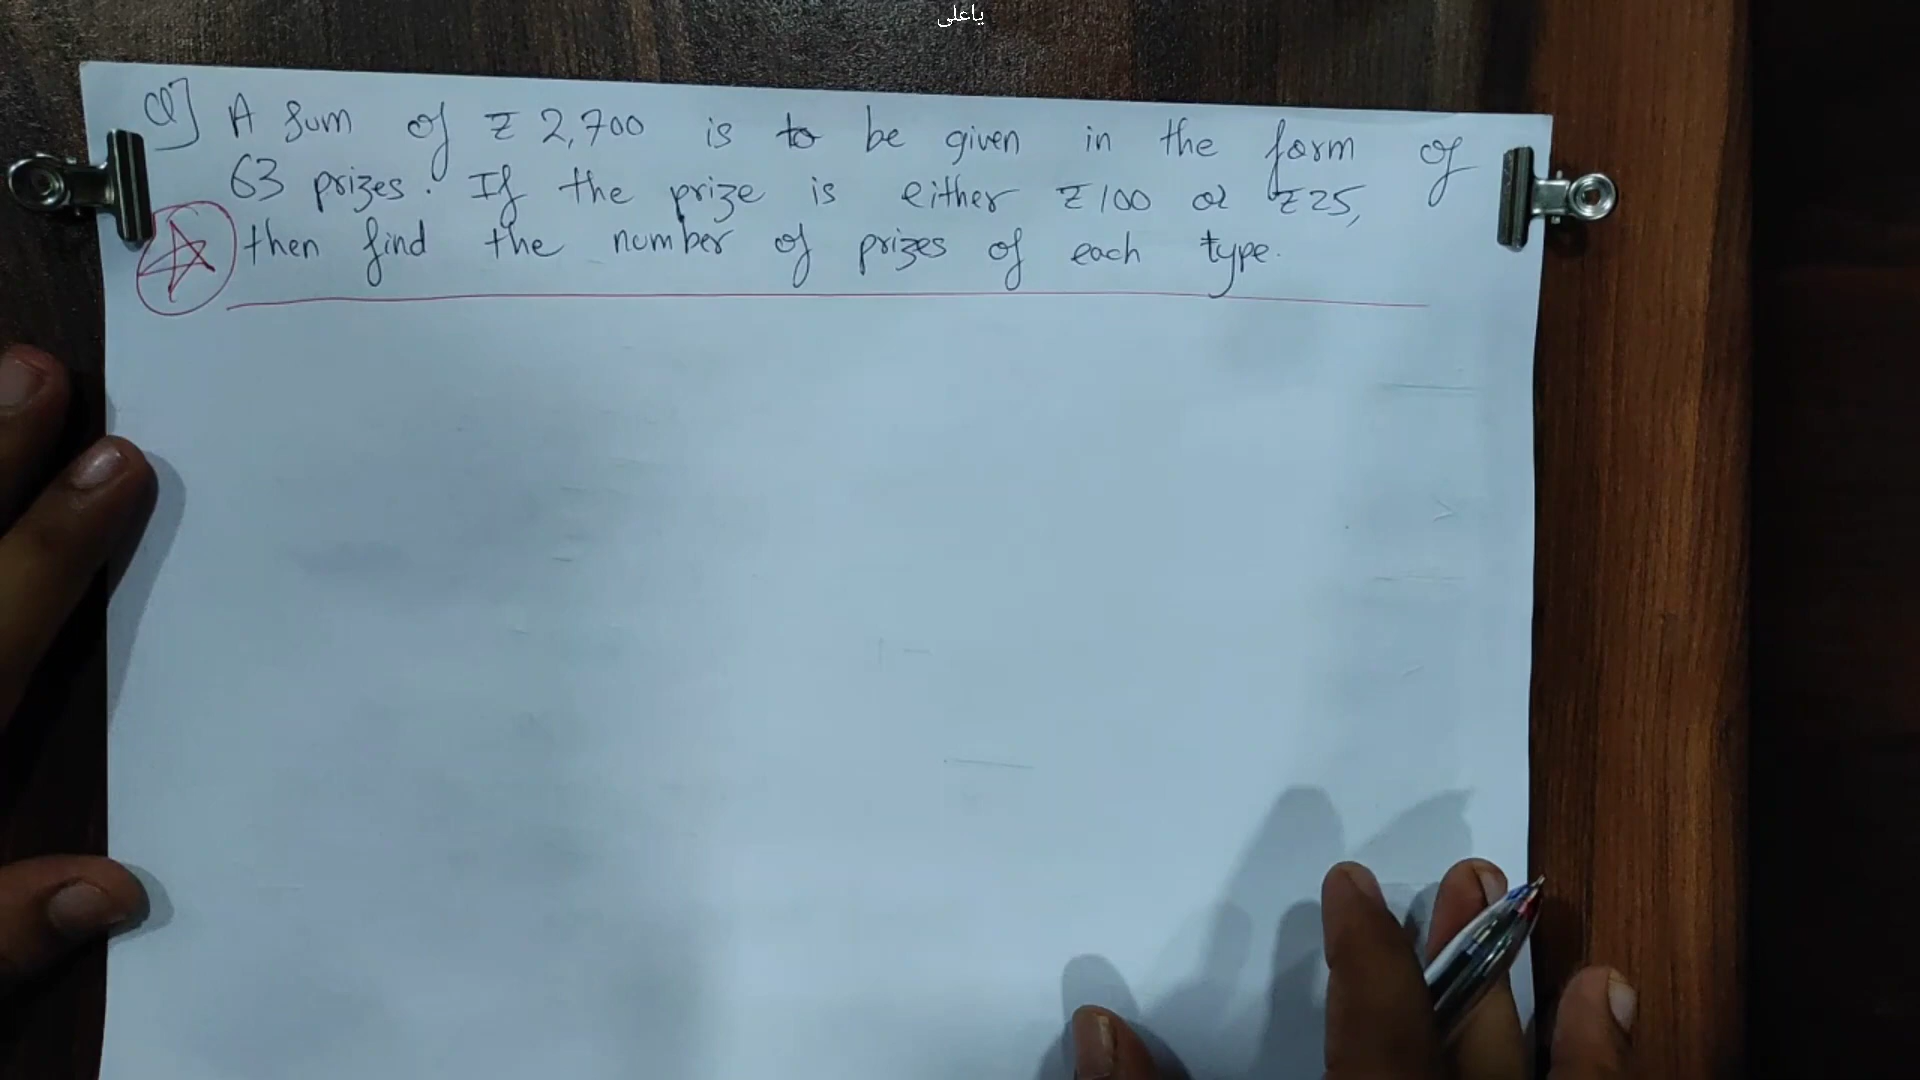 ياعلى
Q] A sum of ₹ 2,700 is to be given in the form of
63 prizes. If the prize is either ₹100 or ₹25,
then find the number of prizes of each type.